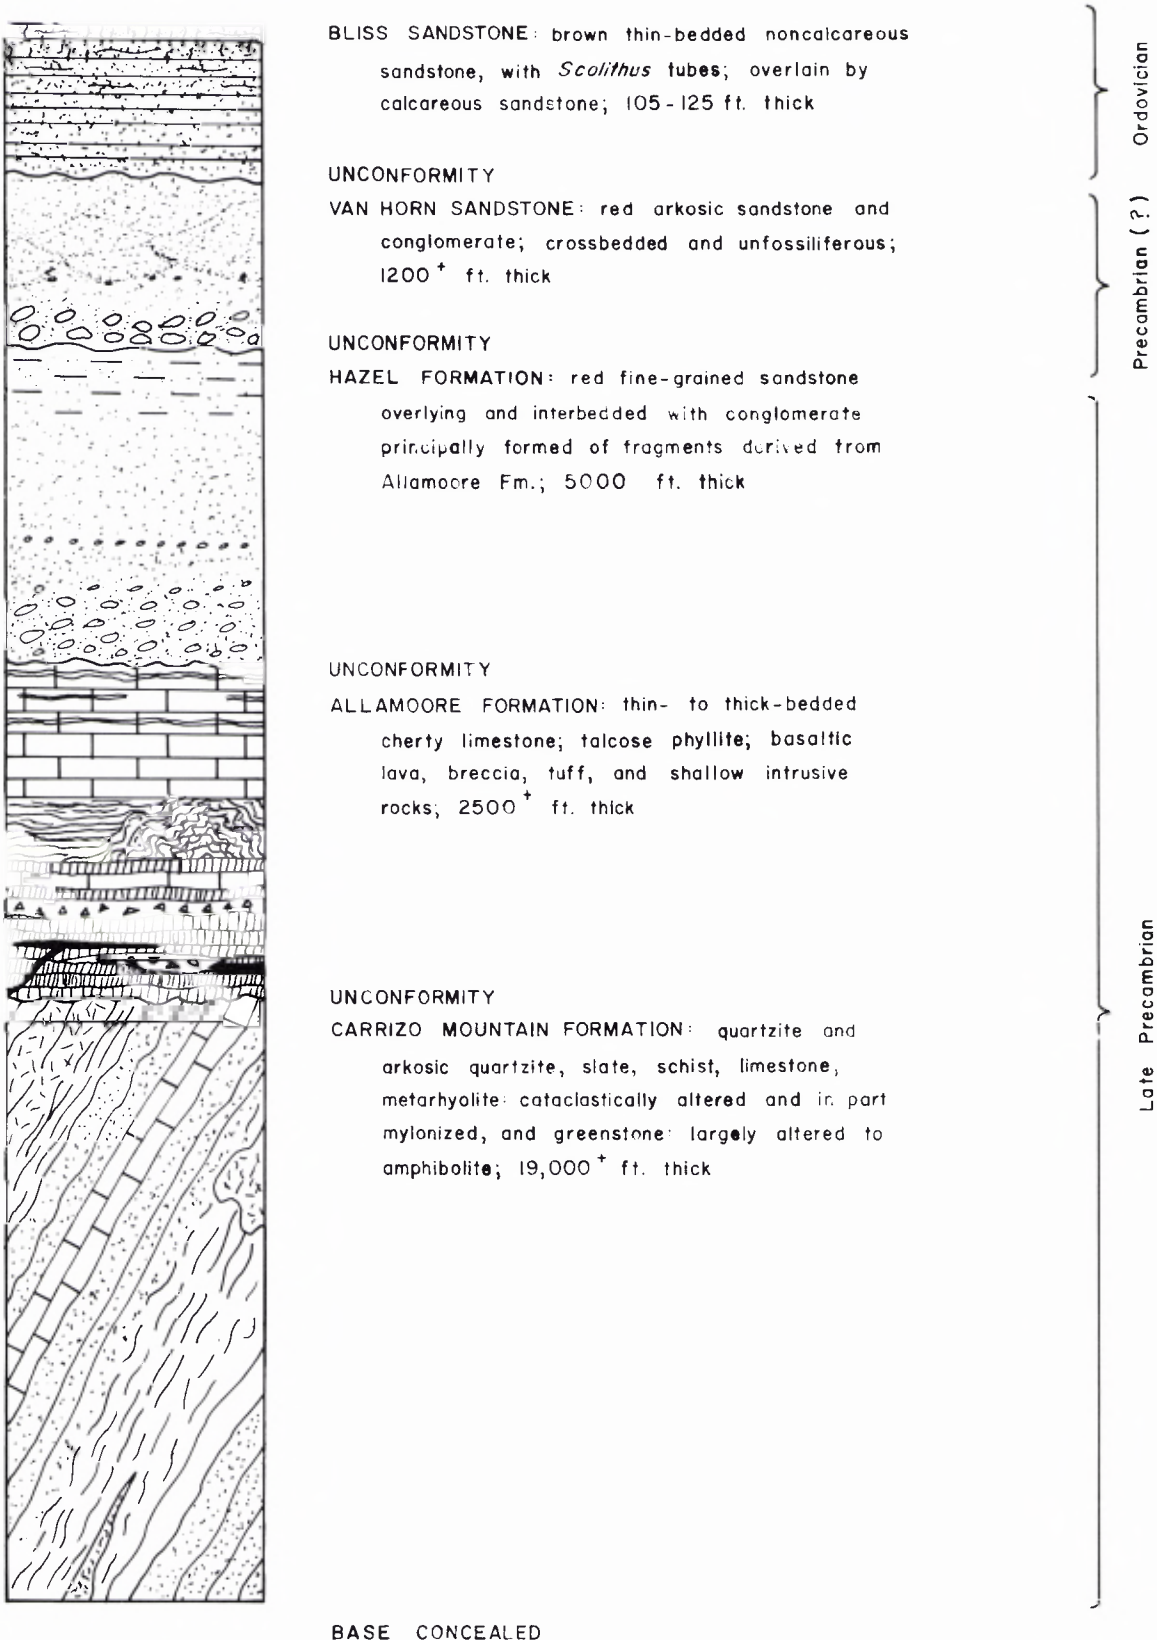 BLISS SANDSTONE: brown thin-bedded noncalcareous
sandstone, with Scolithus tubes; overlain by
calcareous sandstone; 105-125 ft. thick
UNCONFORMITY
VAN HORN SANDSTONE: red arkosic sandstone and
conglomerate; crossbedded and unfossiliferous;
1200+ ft. thick
UNCONFORMITY
HAZEL FORMATION: red fine-grained sandstone
overlying and interbedded with conglomerate
principally formed of fragments derived from
Allamoore Fm.; 5000 ft. thick
UNCONFORMITY
ALLAMOORE FORMATION: thin- to thick-bedded
cherty limestone; talcose phyllite; basaltic
lava, breccia, tuff, and shallow intrusive
rocks; 2500+ ft. thick
UNCONFORMITY
CARRIZO MOUNTAIN FORMATION: quartzite and
arkosic quartzite, slate, schist, limestone,
metarhyolite: cataclastically altered and in part
mylonized, and greenstone: largely altered to
amphibolite; 19,000+ ft. thick
BASE CONCEALED
Ordovician
Precambrian (?)
Late Precambrian